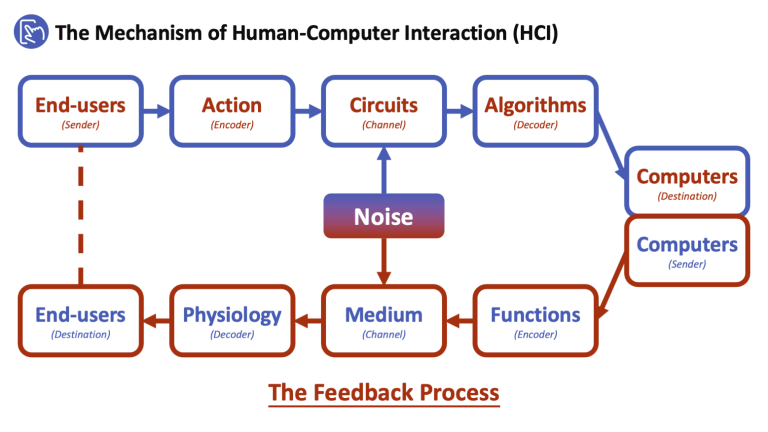 The Mechanism of Human-Computer Interaction (HCI)
End-users
(Sender)
Action
(Encoder)
Circuits
(Channel)
Algorithms
(Decoder)
Computers
(Destination)
Noise
Computers
(Sender)
End-users
(Destination)
Physiology
(Decoder)
Medium
(Channel)
Functions
(Encoder)
The Feedback Process